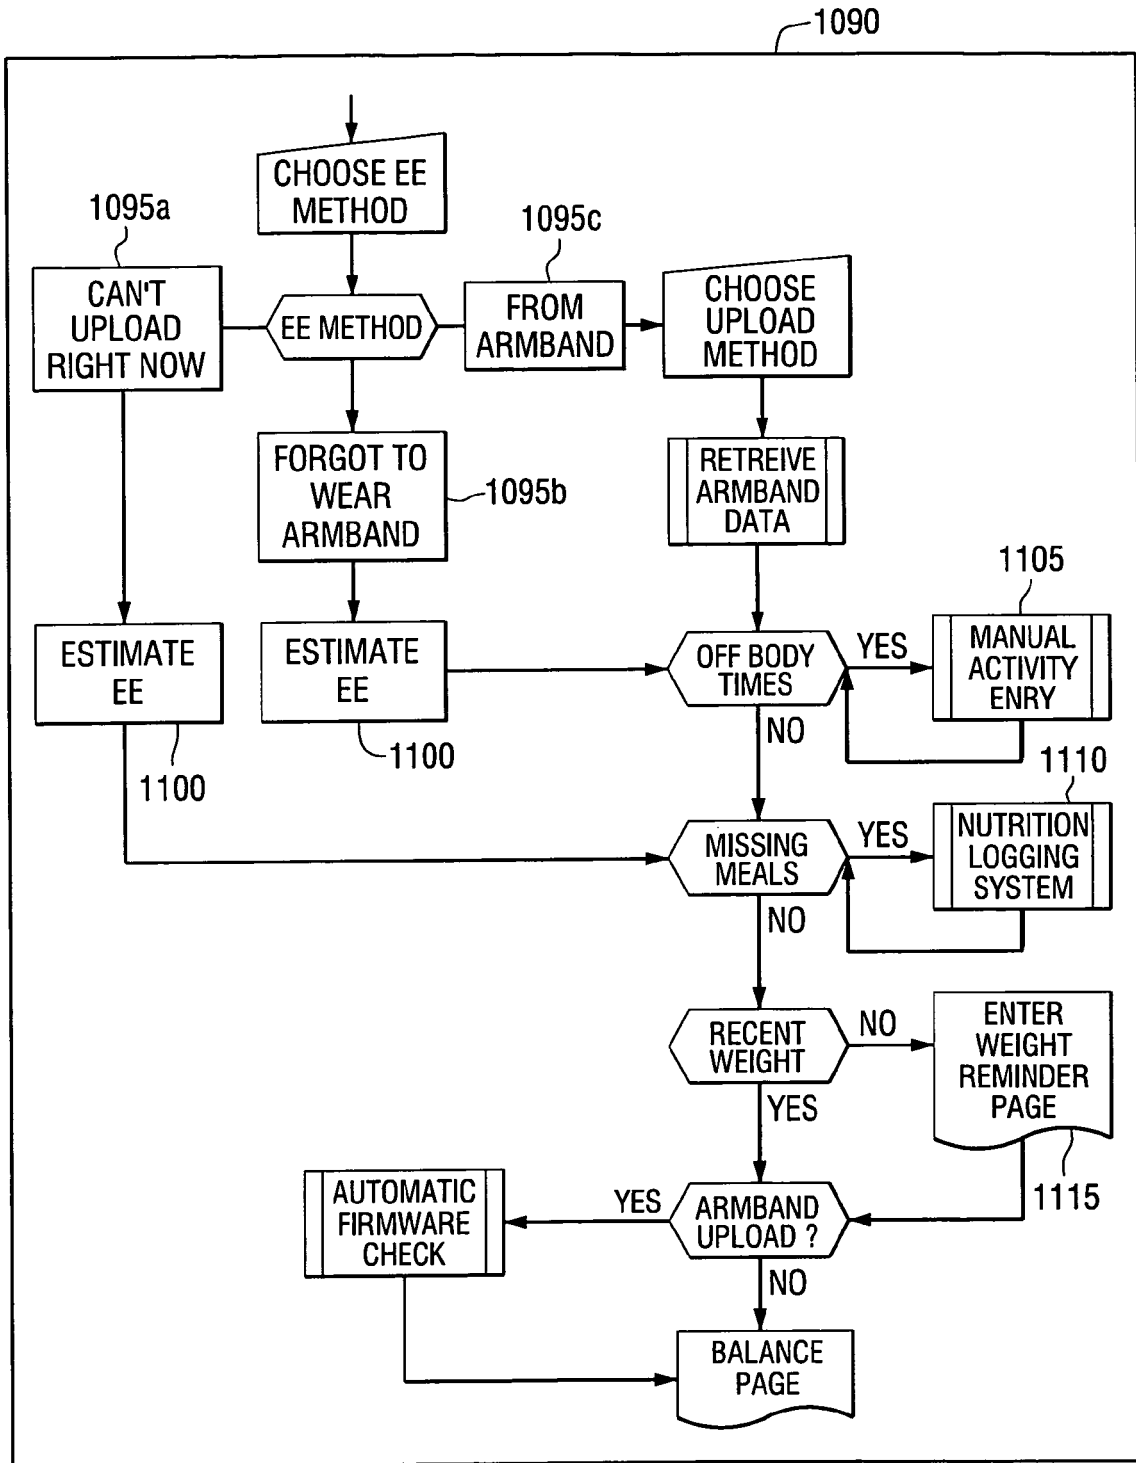 1090
CHOOSE EE
METHOD
1095a
1095c
CAN'T
UPLOAD
RIGHT NOW
EE METHOD
FROM
ARMBAND
CHOOSE
UPLOAD
METHOD
FORGOT TO
WEAR
ARMBAND
1095b
RETREIVE
ARMBAND
DATA
1105
ESTIMATE
EE
1100
ESTIMATE
EE
1100
OFF BODY
TIMES
YES
NO
MANUAL
ACTIVITY
ENRY
1110
MISSING
MEALS
YES
NO
NUTRITION
LOGGING
SYSTEM
RECENT
WEIGHT
NO
YES
ENTER
WEIGHT
REMINDER
PAGE
1115
AUTOMATIC
FIRMWARE
CHECK
YES
ARMBAND
UPLOAD ?
NO
BALANCE
PAGE